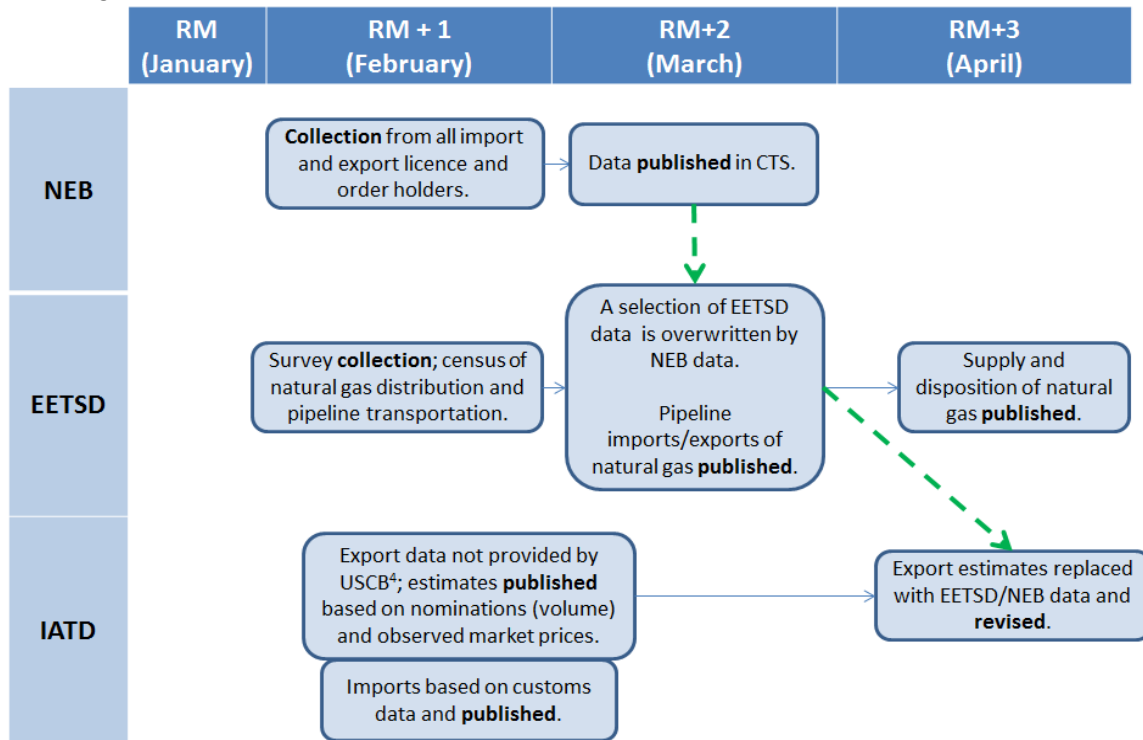 RM
(January)
RM + 1
(February)
RM+2
(March)
RM+3
(April)
NEB
Collection from all import
and export licence and
order holders.
Data published in CTS.
EETSD
Survey collection; census of
natural gas distribution and
pipeline transportation.
A selection of EETSD
data is overwritten by
NEB data.
Pipeline
imports/exports of
natural gas published.
Supply and
disposition of natural
gas published.
IATD
Export data not provided by
USCB⁴; estimates published
based on nominations (volume)
and observed market prices.
Imports based on customs
data and published.
Export estimates replaced
with EETSD/NEB data and
revised.